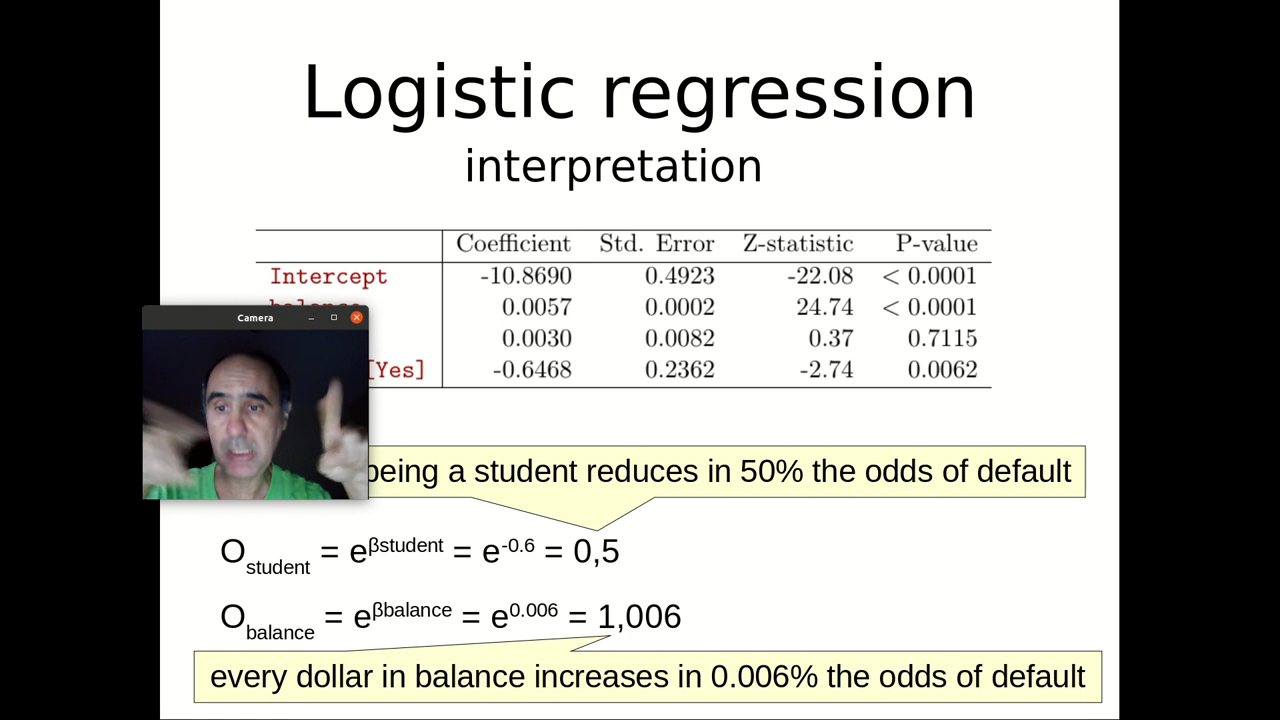 Logistic regression
interpretation
Coefficient Std. Error Z-statistic P-value
Intercept -10.8690 0.4923 -22.08 < 0.0001
balance 0.0057 0.0002 24.74 < 0.0001
0.0030 0.0082 0.37 0.7115
[Yes] -0.6468 0.2362 -2.74 0.0062
Camera
being a student reduces in 50% the odds of default
Ostudent = eβstudent = e-0.6 = 0,5
Obalance = eβbalance = e0.006 = 1,006
every dollar in balance increases in 0.006% the odds of default